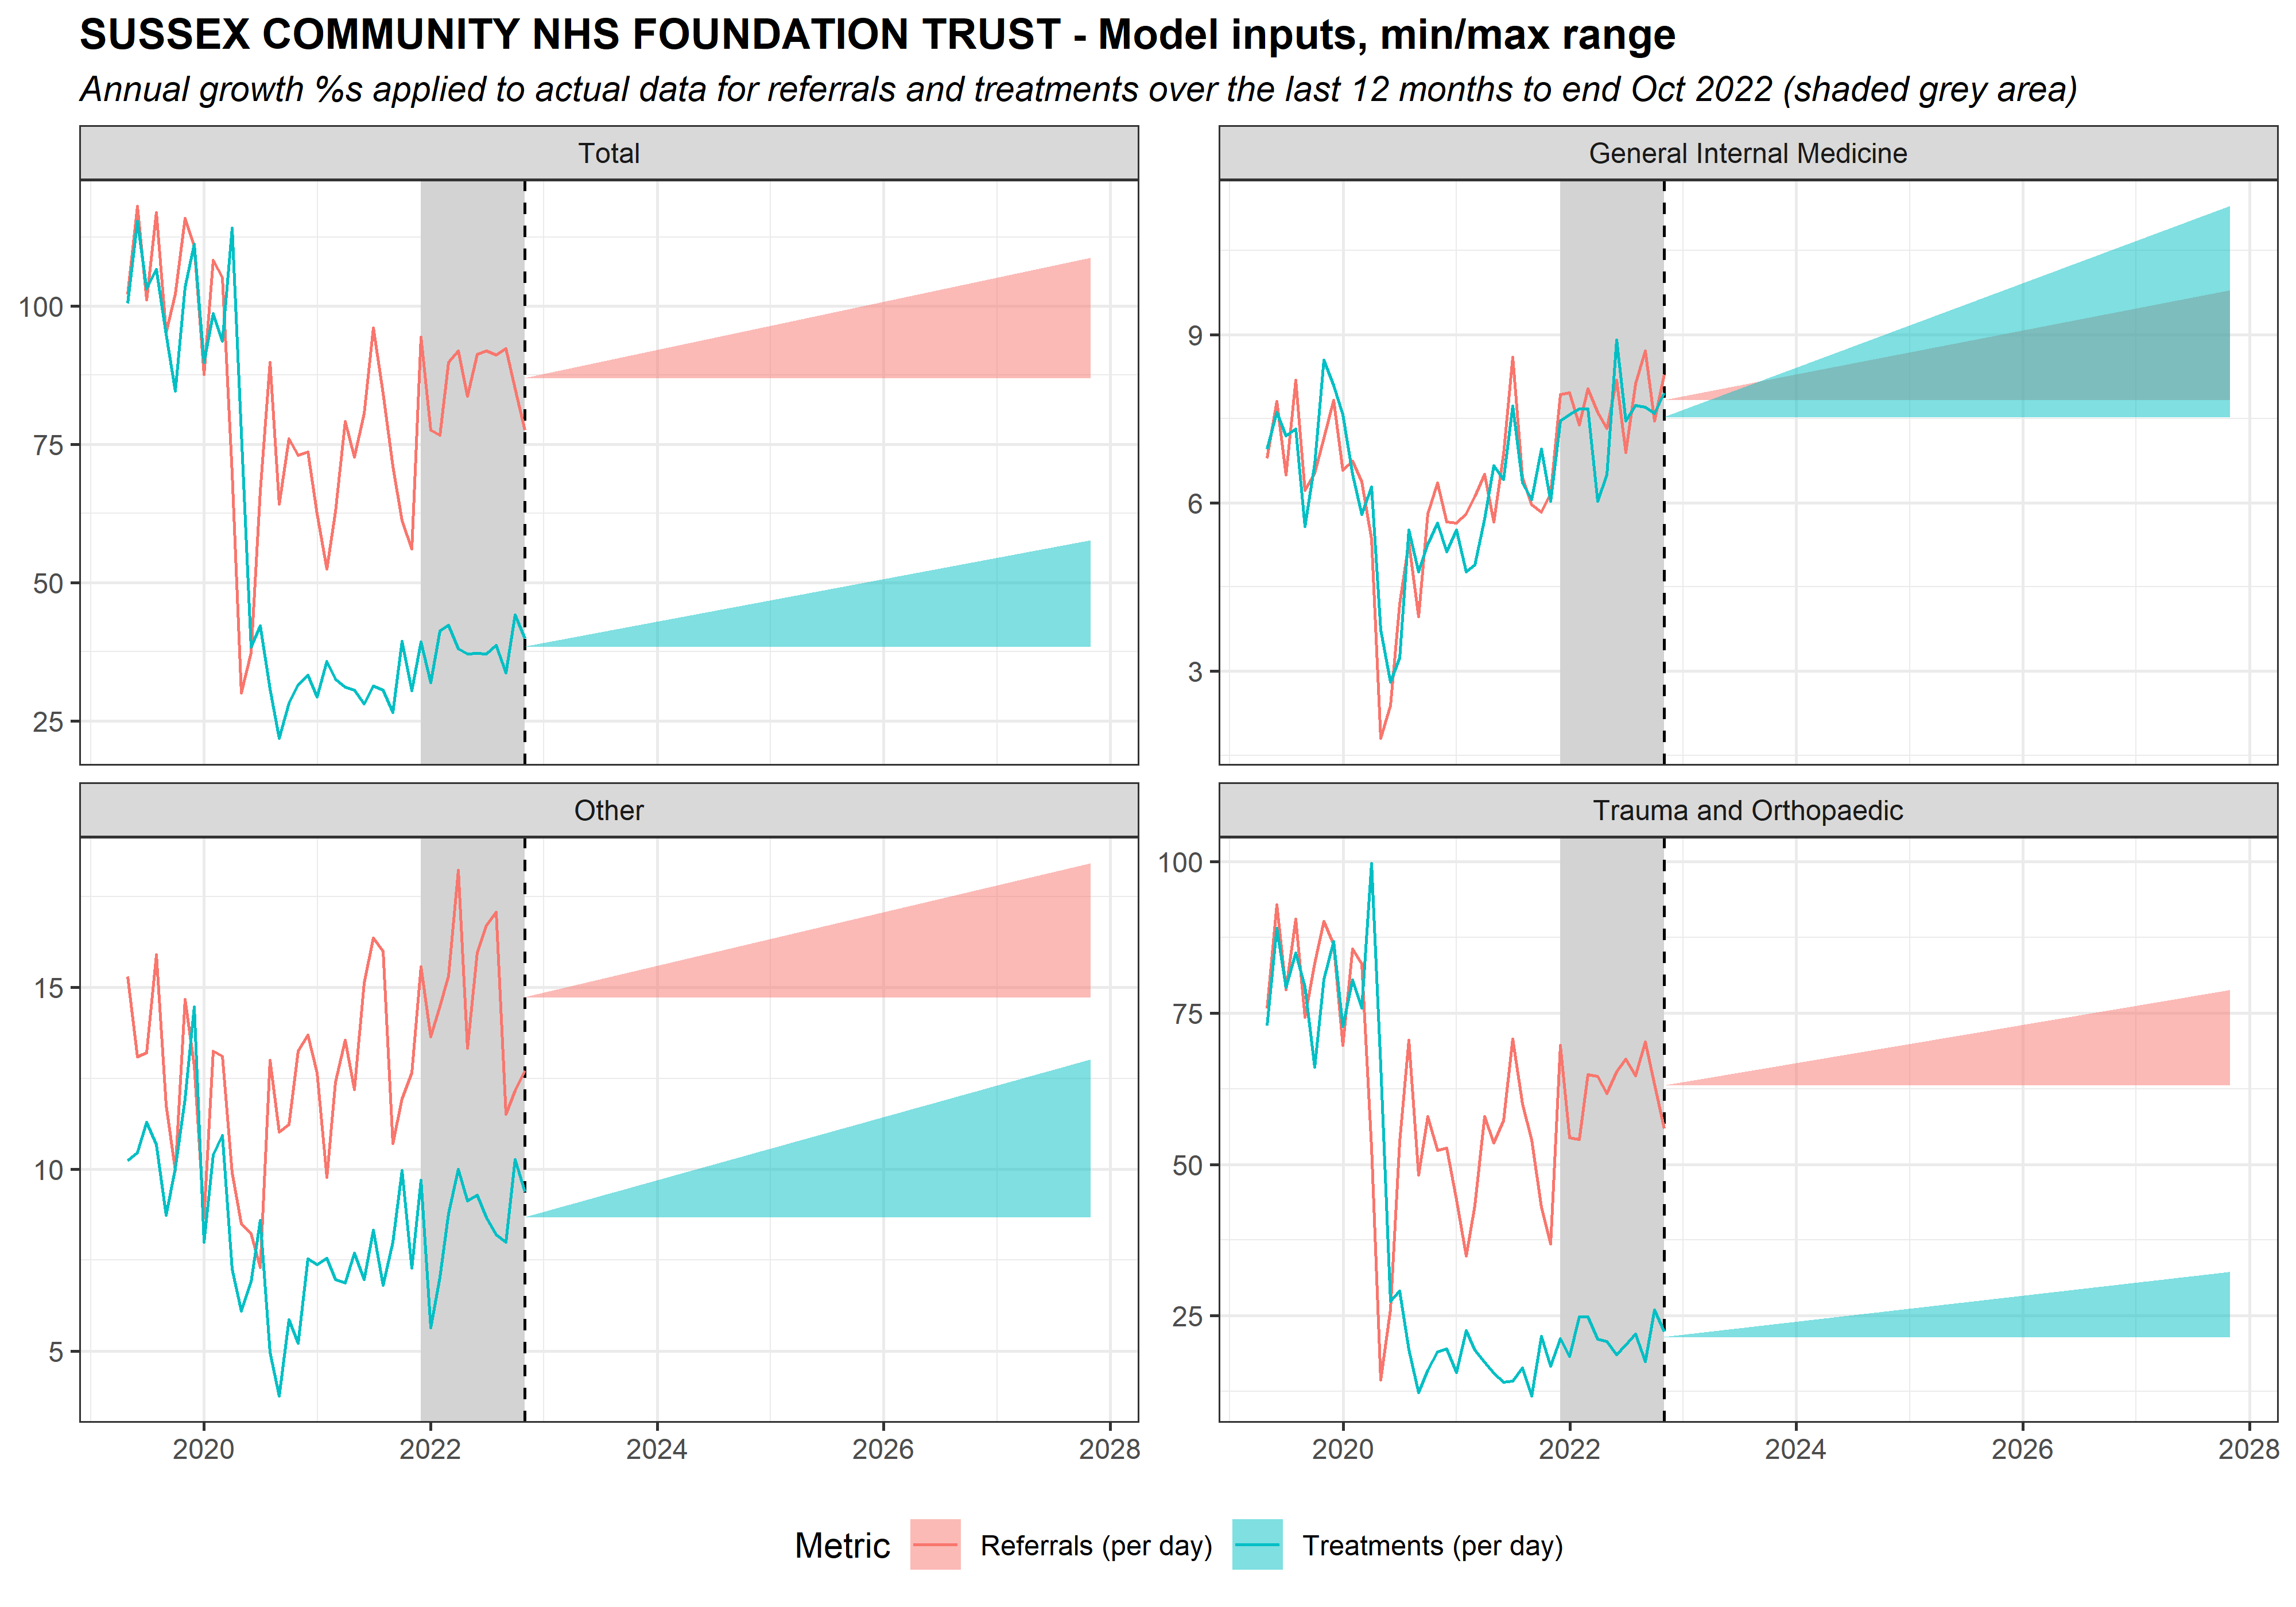 SUSSEX COMMUNITY NHS FOUNDATION TRUST - Model inputs, min/max range
Annual growth %s applied to actual data for referrals and treatments over the last 12 months to end Oct 2022 (shaded grey area)
Total
General Internal Medicine
100
75
50
25
9
6
3
Other
Trauma and Orthopaedic
15
10
5
100
75
50
25
2020 2022 2024 2026 2028
2020 2022 2024 2026 2028
Metric Referrals (per day) Treatments (per day)